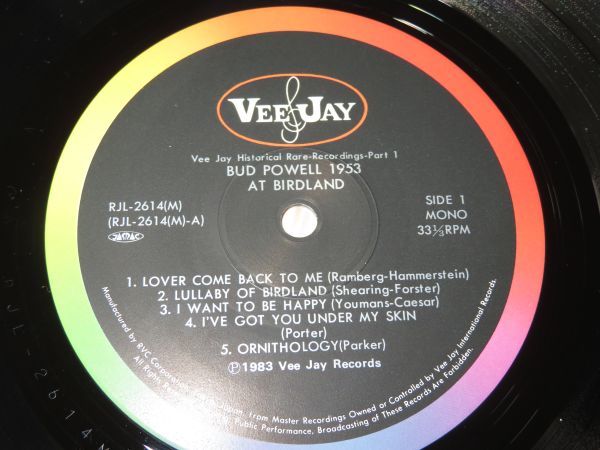 VEE JAY
Vee Jay Historical Rare-Recordings-Part 1
BUD POWELL 1953
AT BIRDLAND
RJL-2614(M)
(RJL-2614(M)-A)
JASRAC
SIDE 1
MONO
33⅓RPM
1. LOVER COME BACK TO ME (Ramberg-Hammerstein)
2. LULLABY OF BIRDLAND (Shearing-Forster)
3. I WANT TO BE HAPPY (Youmans-Caesar)
4. I'VE GOT YOU UNDER MY SKIN
(Porter)
5. ORNITHOLOGY(Parker)
Ⓟ1983 Vee Jay Records
Manufactured by RVC Corporation, Japan, from Master Recordings Owned or Controlled by Vee Jay International Records.
All Rights Public Performance, Broadcasting of These Records Are Forbidden.
RJL-2614